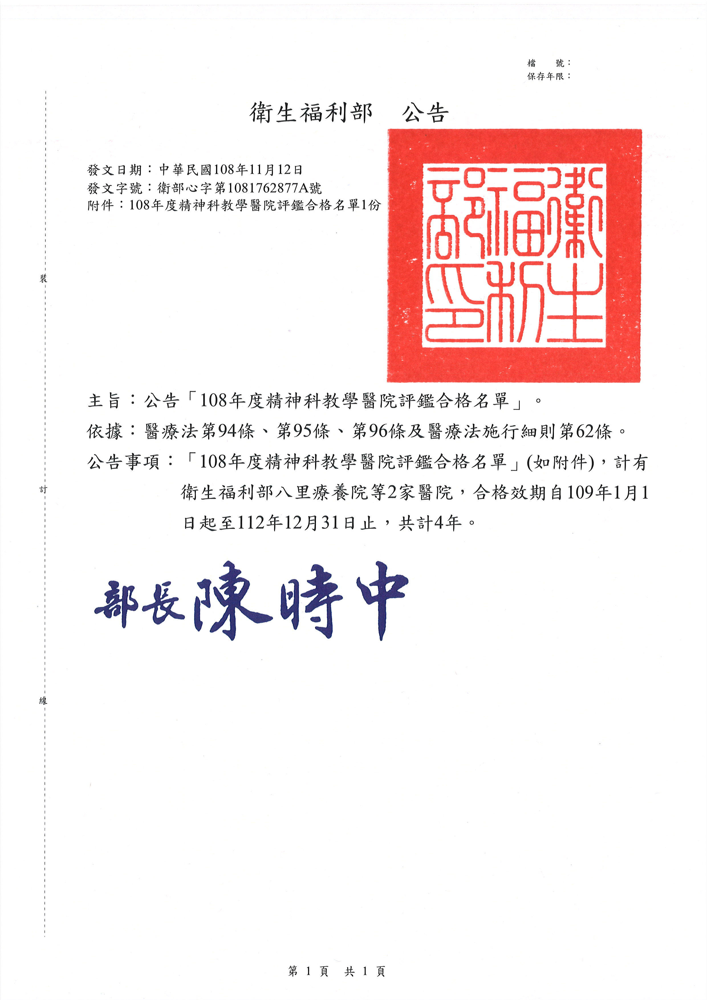 檔　　號：
保存年限：
衛生福利部　公告
發文日期：中華民國108年11月12日
發文字號：衛部心字第1081762877A號
附件：108年度精神科教學醫院評鑑合格名單1份
衛生福利部印
主旨：公告「108年度精神科教學醫院評鑑合格名單」。
依據：醫療法第94條、第95條、第96條及醫療法施行細則第62條。
公告事項：「108年度精神科教學醫院評鑑合格名單」(如附件)，計有
衛生福利部八里療養院等2家醫院，合格效期自109年1月1
日起至112年12月31日止，共計4年。
部長陳時中
裝
訂
線
第 1 頁　共 1 頁